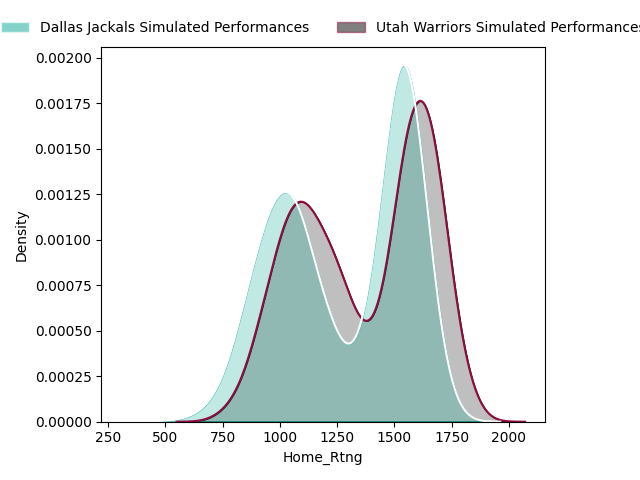 Dallas Jackals Simulated Performances
Utah Warriors Simulated Performances
0.00200
0.00175
0.00150
0.00125
0.00100
0.00075
0.00050
0.00025
0.00000
Density
250 500 750 1000 1250 1500 1750 2000
Home_Rtng